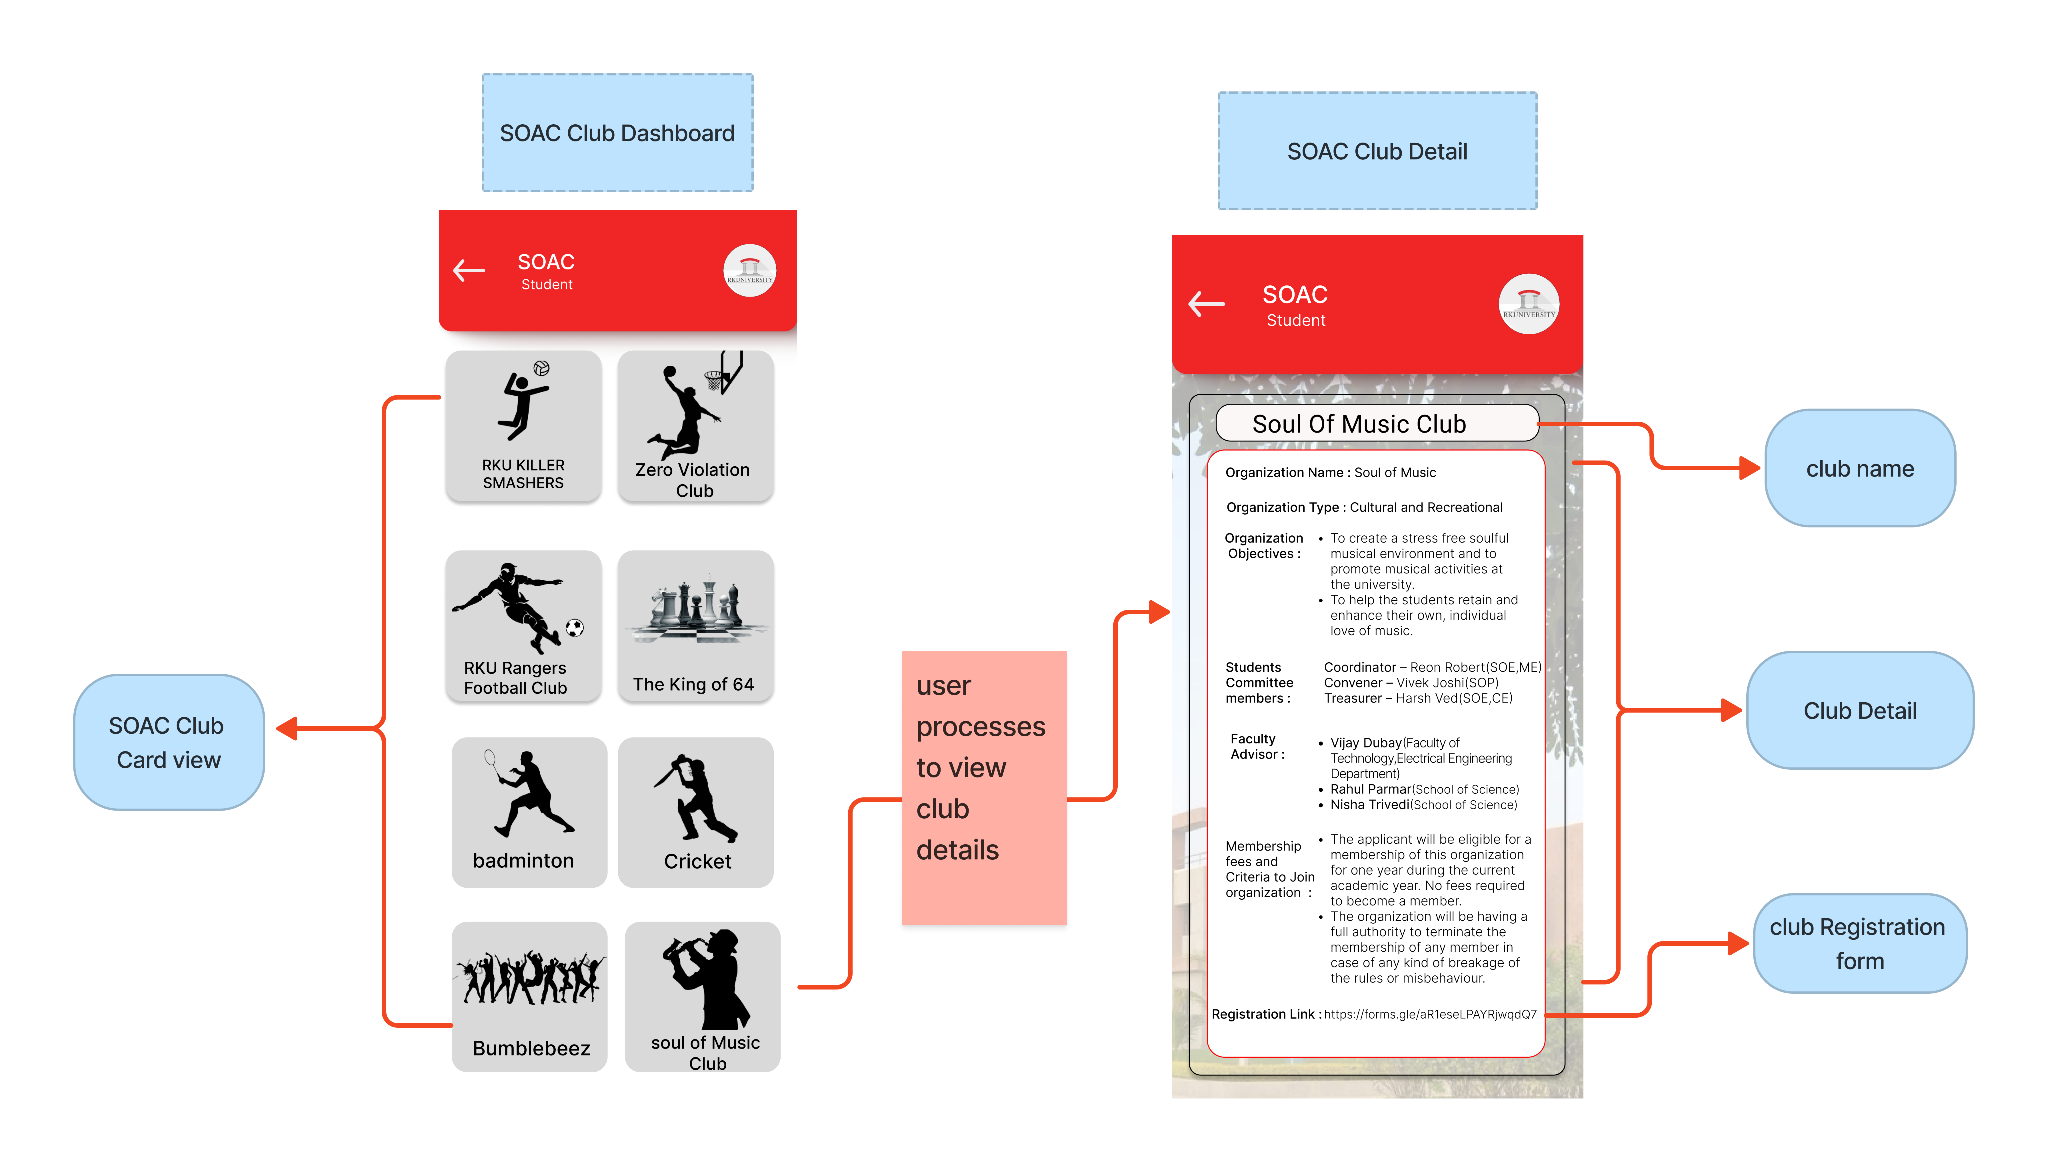 SOAC Club Dashboard
SOAC
Student
RKUNIVERSITY
RKU KILLER
SMASHERS
Zero Violation
Club
RKU Rangers
Football Club
The King of 64
badminton
Cricket
Bumblebeez
soul of Music
Club
SOAC Club
Card view
user
processes
to view
club
details
SOAC Club Detail
SOAC
Student
RKUNIVERSITY
Soul Of Music Club
Organization Name : Soul of Music
Organization Type : Cultural and Recreational
Organization
Objectives :
• To create a stress free soulful
musical environment and to
promote musical activities at
the university.
• To help the students retain and
enhance their own, individual
love of music.
Students
Committee
members :
Coordinator – Reon Robert(SOE,ME)
Convener – Vivek Joshi(SOP)
Treasurer – Harsh Ved(SOE,CE)
Faculty
Advisor :
• Vijay Dubay(Faculty of
Technology,Electrical Engineering
Department)
• Rahul Parmar(School of Science)
• Nisha Trivedi(School of Science)
Membership
fees and
Criteria to Join
organization :
• The applicant will be eligible for a
membership of this organization
for one year during the current
academic year. No fees required
to become a member.
• The organization will be having a
full authority to terminate the
membership of any member in
case of any kind of breakage of
the rules or misbehaviour.
Registration Link : https://forms.gle/aR1eseLPAYRjwqdQ7
club name
Club Detail
club Registration
form